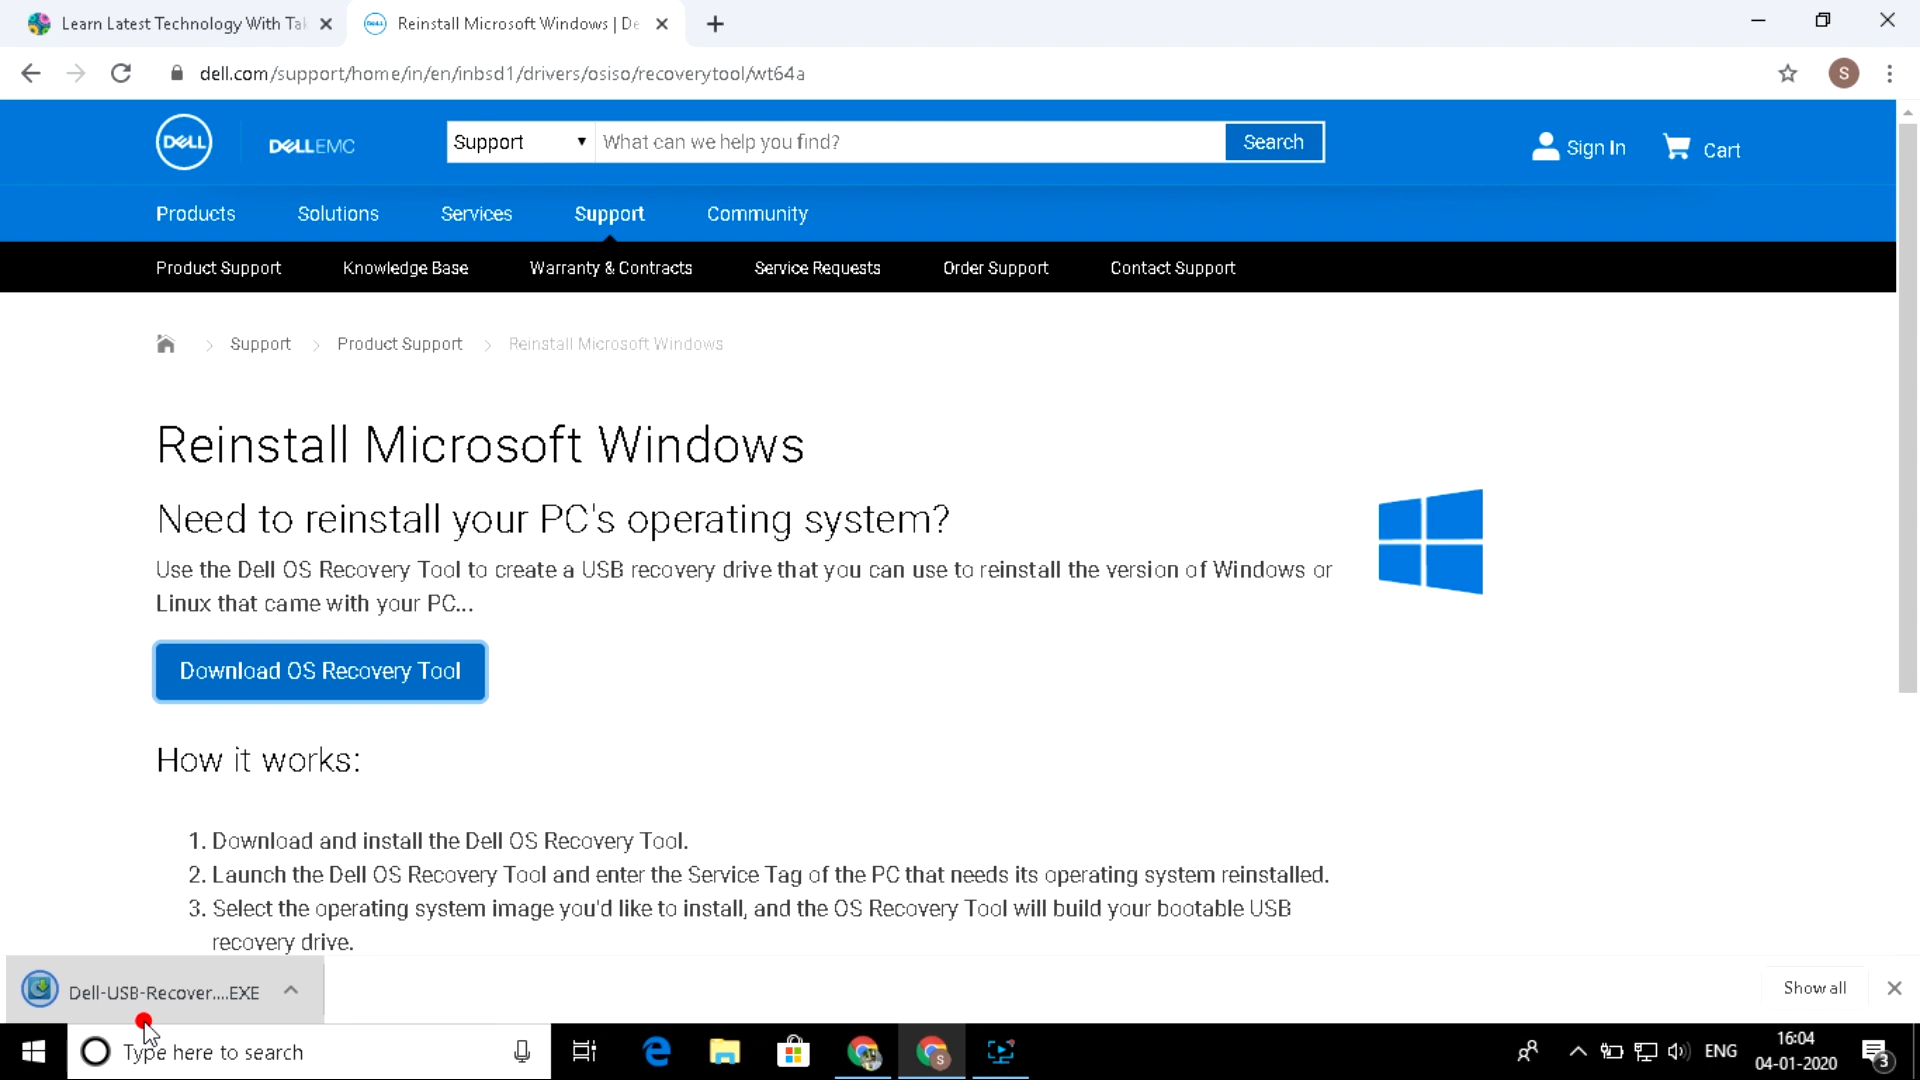 Learn Latest Technology With Tak
Reinstall Microsoft Windows | De
dell.com/support/home/in/en/inbsd1/drivers/osiso/recoverytool/wt64a
S
DELL
DELLEMC
Support
What can we help you find?
Search
Sign In
Cart
Products
Solutions
Services
Support
Community
Product Support
Knowledge Base
Warranty & Contracts
Service Requests
Order Support
Contact Support
Support
Product Support
Reinstall Microsoft Windows
Reinstall Microsoft Windows
Need to reinstall your PC's operating system?
Use the Dell OS Recovery Tool to create a USB recovery drive that you can use to reinstall the version of Windows or
Linux that came with your PC...
Download OS Recovery Tool
How it works:
1. Download and install the Dell OS Recovery Tool.
2. Launch the Dell OS Recovery Tool and enter the Service Tag of the PC that needs its operating system reinstalled.
3. Select the operating system image you'd like to install, and the OS Recovery Tool will build your bootable USB
recovery drive.
Dell-USB-Recover....EXE
Show all
Type here to search
S
ENG
16:04
04-01-2020
3